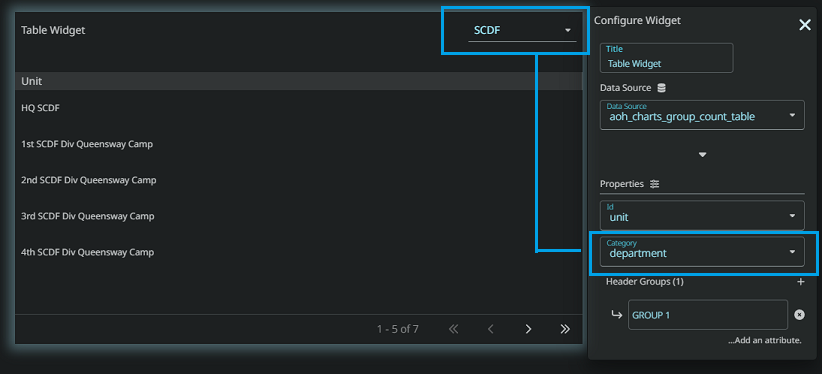 Table Widget
SCDF
Unit
HQ SCDF
1st SCDF Div Queensway Camp
2nd SCDF Div Queensway Camp
3rd SCDF Div Queensway Camp
4th SCDF Div Queensway Camp
1 - 5 of 7
Configure Widget
Title
Table Widget
Data Source
Data Source
aoh_charts_group_count_table
Properties
Id
unit
Category
department
Header Groups (1)
GROUP 1
...Add an attribute.